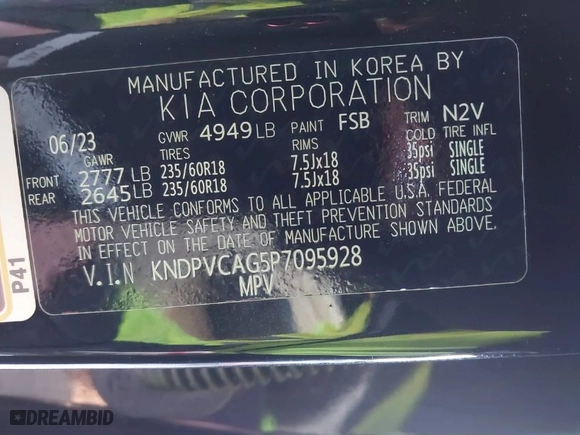 MANUFACTURED IN KOREA BY
KIA CORPORATION
06/23 GVWR 4949 LB PAINT FSB TRIM N2V
GAWR TIRES RIMS COLD TIRE INFL
FRONT 2777 LB 235/60R18 7.5Jx18 35psi SINGLE
REAR 2645 LB 235/60R18 7.5Jx18 35psi SINGLE
THIS VEHICLE CONFORMS TO ALL APPLICABLE U.S.A. FEDERAL
MOTOR VEHICLE SAFETY AND THEFT PREVENTION STANDARDS
IN EFFECT ON THE DATE OF MANUFACTURE SHOWN ABOVE.
V.I.N KNDPVCAG5P7095928
MPV
P41
DREAMBID